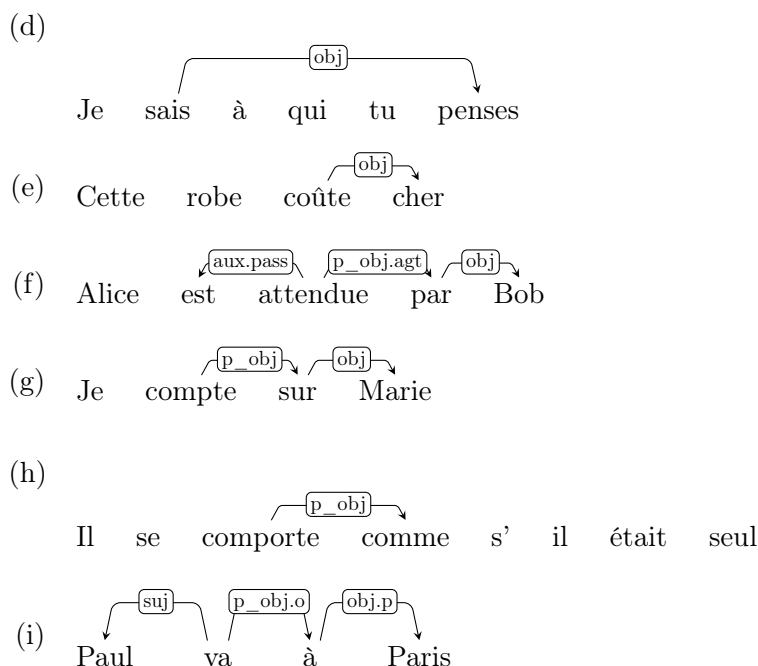 (d)
obj
Je sais à qui tu penses
obj
(e) Cette robe coûte cher
aux.pass p_obj.agt obj
(f) Alice est attendue par Bob
p_obj obj
(g) Je compte sur Marie
(h)
p_obj
Il se comporte comme s' il était seul
suj p_obj.o obj.p
(i) Paul va à Paris